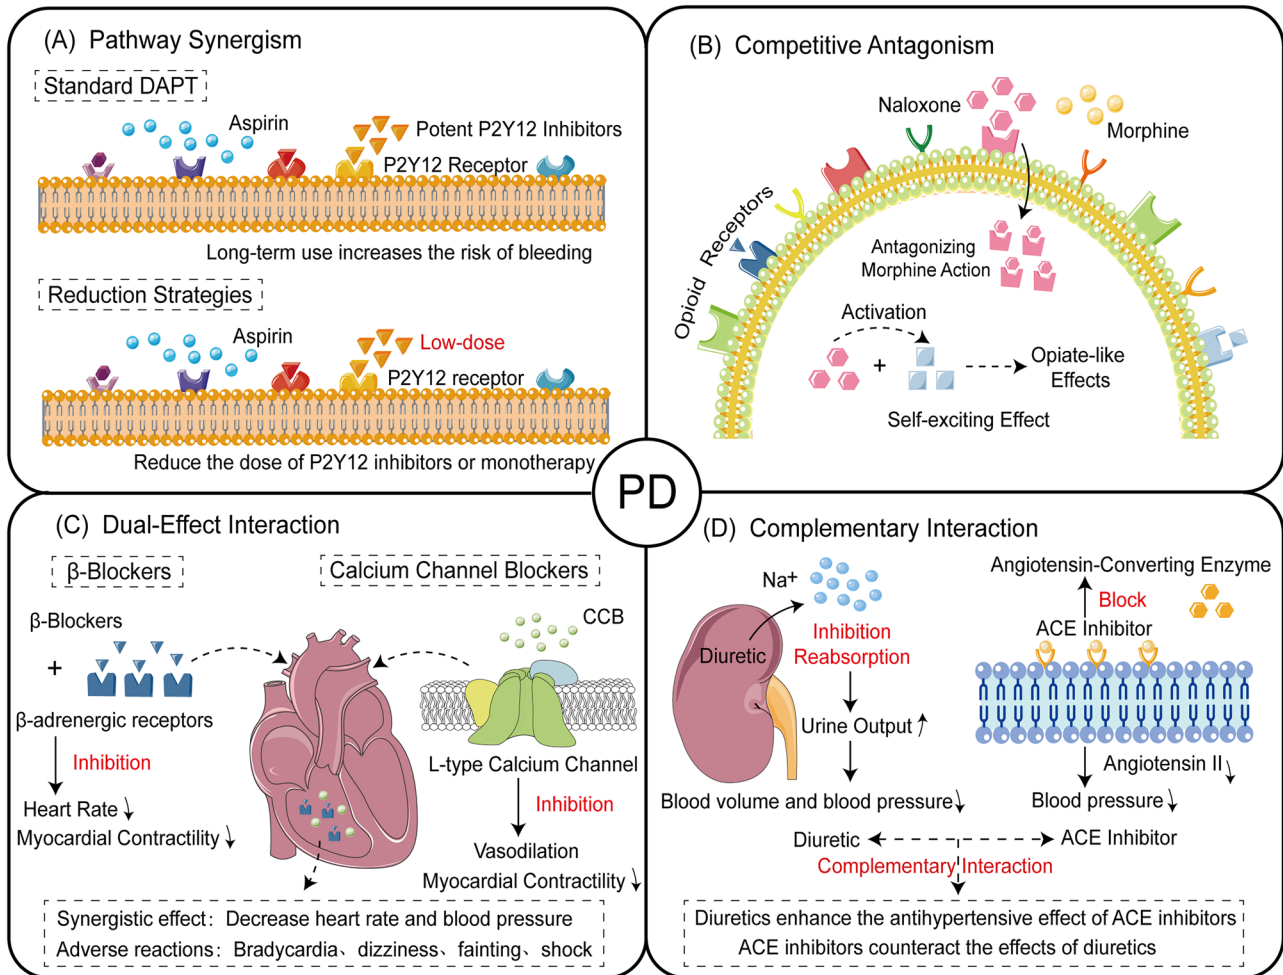 (A) Pathway Synergism
Standard DAPT
Aspirin
Potent P2Y12 Inhibitors
P2Y12 Receptor
Long-term use increases the risk of bleeding
Reduction Strategies
Aspirin
Low-dose
P2Y12 receptor
Reduce the dose of P2Y12 inhibitors or monotherapy
(B) Competitive Antagonism
Naloxone
Morphine
Opioid Receptors
Antagonizing
Morphine Action
Activation
+
Opiate-like
Effects
Self-exciting Effect
PD
(C) Dual-Effect Interaction
β-Blockers
Calcium Channel Blockers
β-Blockers
+
β-adrenergic receptors
Inhibition
Heart Rate
Myocardial Contractility
CCB
L-type Calcium Channel
Inhibition
Vasodilation
Myocardial Contractility
Synergistic effect: Decrease heart rate and blood pressure
Adverse reactions: Bradycardia、dizziness、fainting、shock
(D) Complementary Interaction
Na+
Diuretic
Inhibition
Reabsorption
Urine Output
Blood volume and blood pressure
Angiotensin-Converting Enzyme
Block
ACE Inhibitor
Angiotensin II
Blood pressure
Diuretic
ACE Inhibitor
Complementary Interaction
Diuretics enhance the antihypertensive effect of ACE inhibitors
ACE inhibitors counteract the effects of diuretics